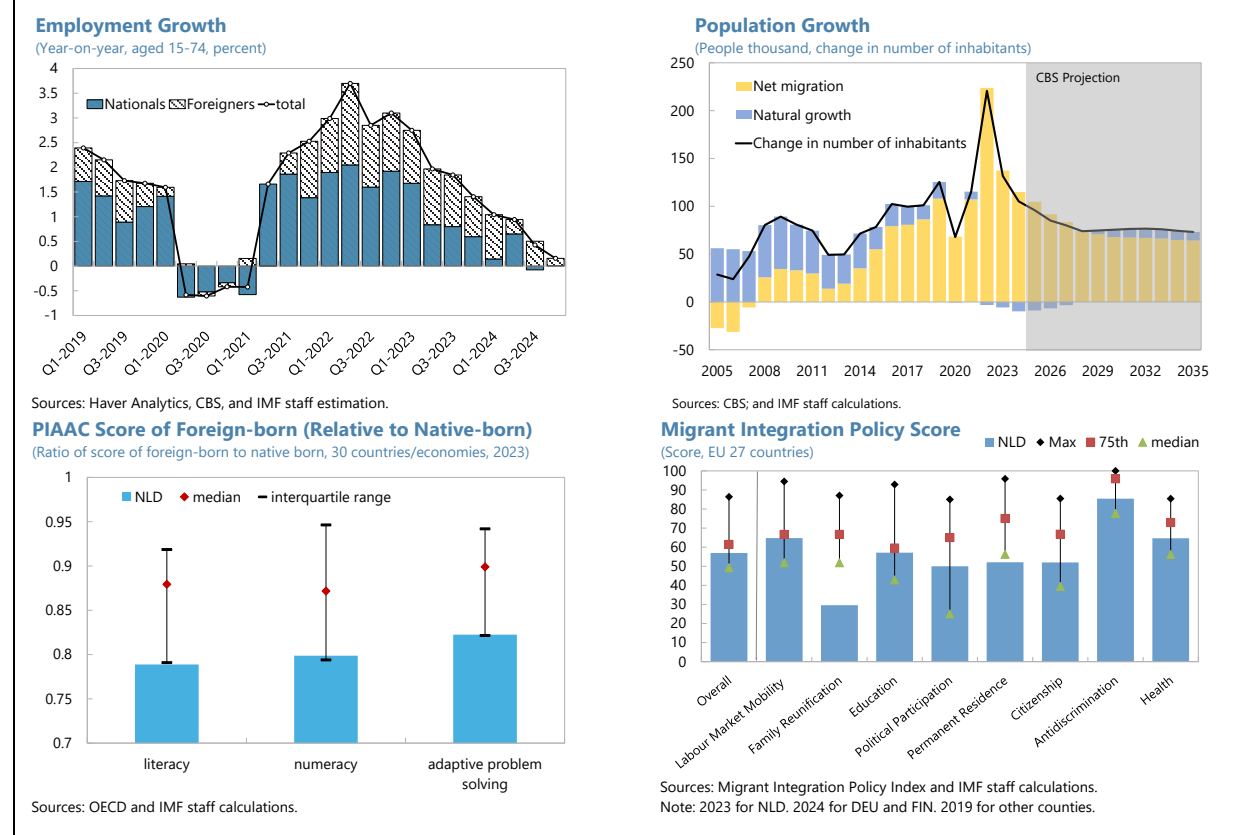 Employment Growth
(Year-on-year, aged 15-74, percent)
4
3.5
3
2.5
2
1.5
1
0.5
0
-0.5
-1
Nationals Foreigners total
Q1-2019 Q3-2019 Q1-2020 Q3-2020 Q1-2021 Q3-2021 Q1-2022 Q3-2022 Q1-2023 Q3-2023 Q1-2024 Q3-2024
Sources: Haver Analytics, CBS, and IMF staff estimation.
Population Growth
(People thousand, change in number of inhabitants)
250
200
150
100
50
0
-50
CBS Projection
Net migration
Natural growth
Change in number of inhabitants
2005 2008 2011 2014 2017 2020 2023 2026 2029 2032 2035
Sources: CBS; and IMF staff calculations.
PIAAC Score of Foreign-born (Relative to Native-born)
(Ratio of score of foreign-born to native born, 30 countries/economies, 2023)
1
0.95
0.9
0.85
0.8
0.75
0.7
NLD median interquartile range
literacy numeracy adaptive problem
solving
Sources: OECD and IMF staff calculations.
Migrant Integration Policy Score
(Score, EU 27 countries)
NLD Max 75th median
100
90
80
70
60
50
40
30
20
10
0
Overall
Labour Market Mobility
Family Reunification
Education
Political Participation
Permanent Residence
Citizenship
Antidiscrimination
Health
Sources: Migrant Integration Policy Index and IMF staff calculations.
Note: 2023 for NLD. 2024 for DEU and FIN. 2019 for other counties.